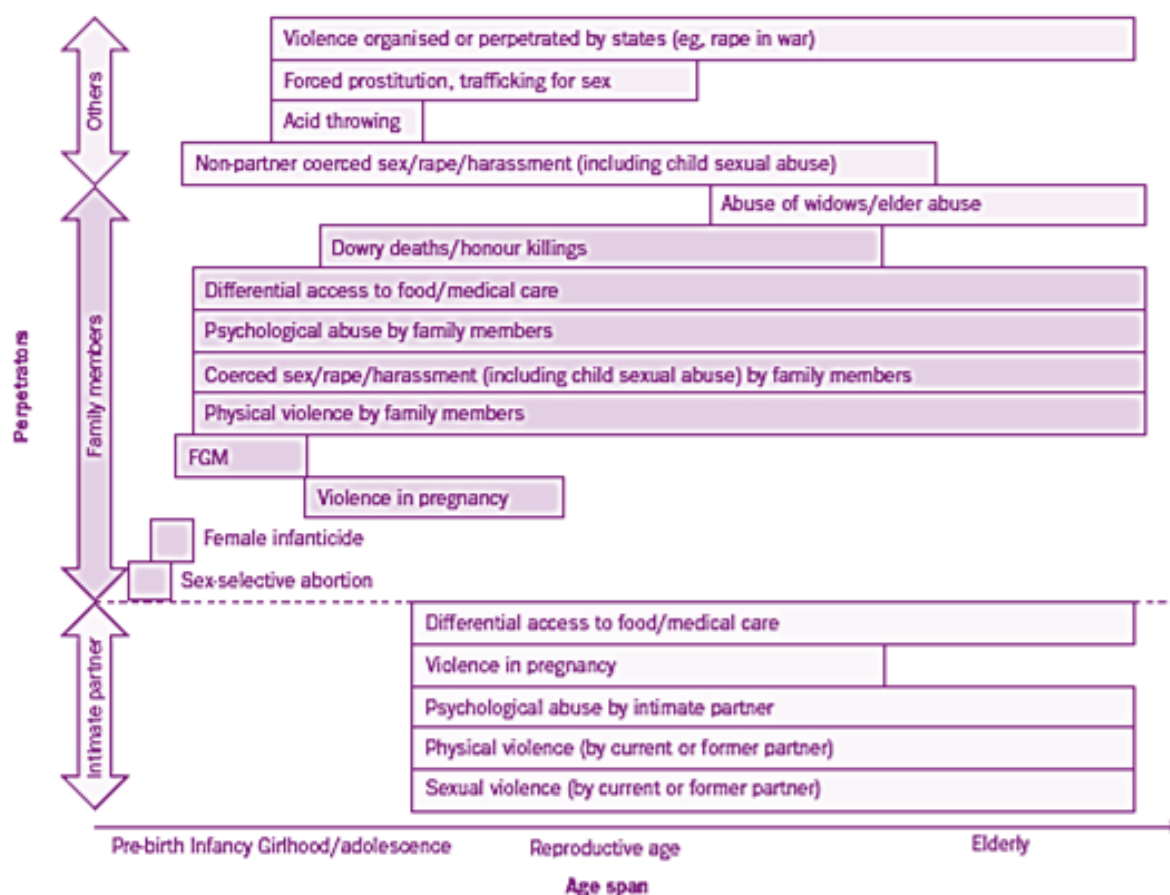 Others
Violence organised or perpetrated by states (eg, rape in war)
Forced prostitution, trafficking for sex
Acid throwing
Non-partner coerced sex/rape/harassment (including child sexual abuse)
Perpetrators
Family members
Abuse of widows/elder abuse
Dowry deaths/honour killings
Differential access to food/medical care
Psychological abuse by family members
Coerced sex/rape/harassment (including child sexual abuse) by family members
Physical violence by family members
FGM
Violence in pregnancy
Female infanticide
Sex-selective abortion
Intimate partner
Differential access to food/medical care
Violence in pregnancy
Psychological abuse by intimate partner
Physical violence (by current or former partner)
Sexual violence (by current or former partner)
Pre-birth Infancy Girlhood/adolescence Reproductive age Elderly
Age span